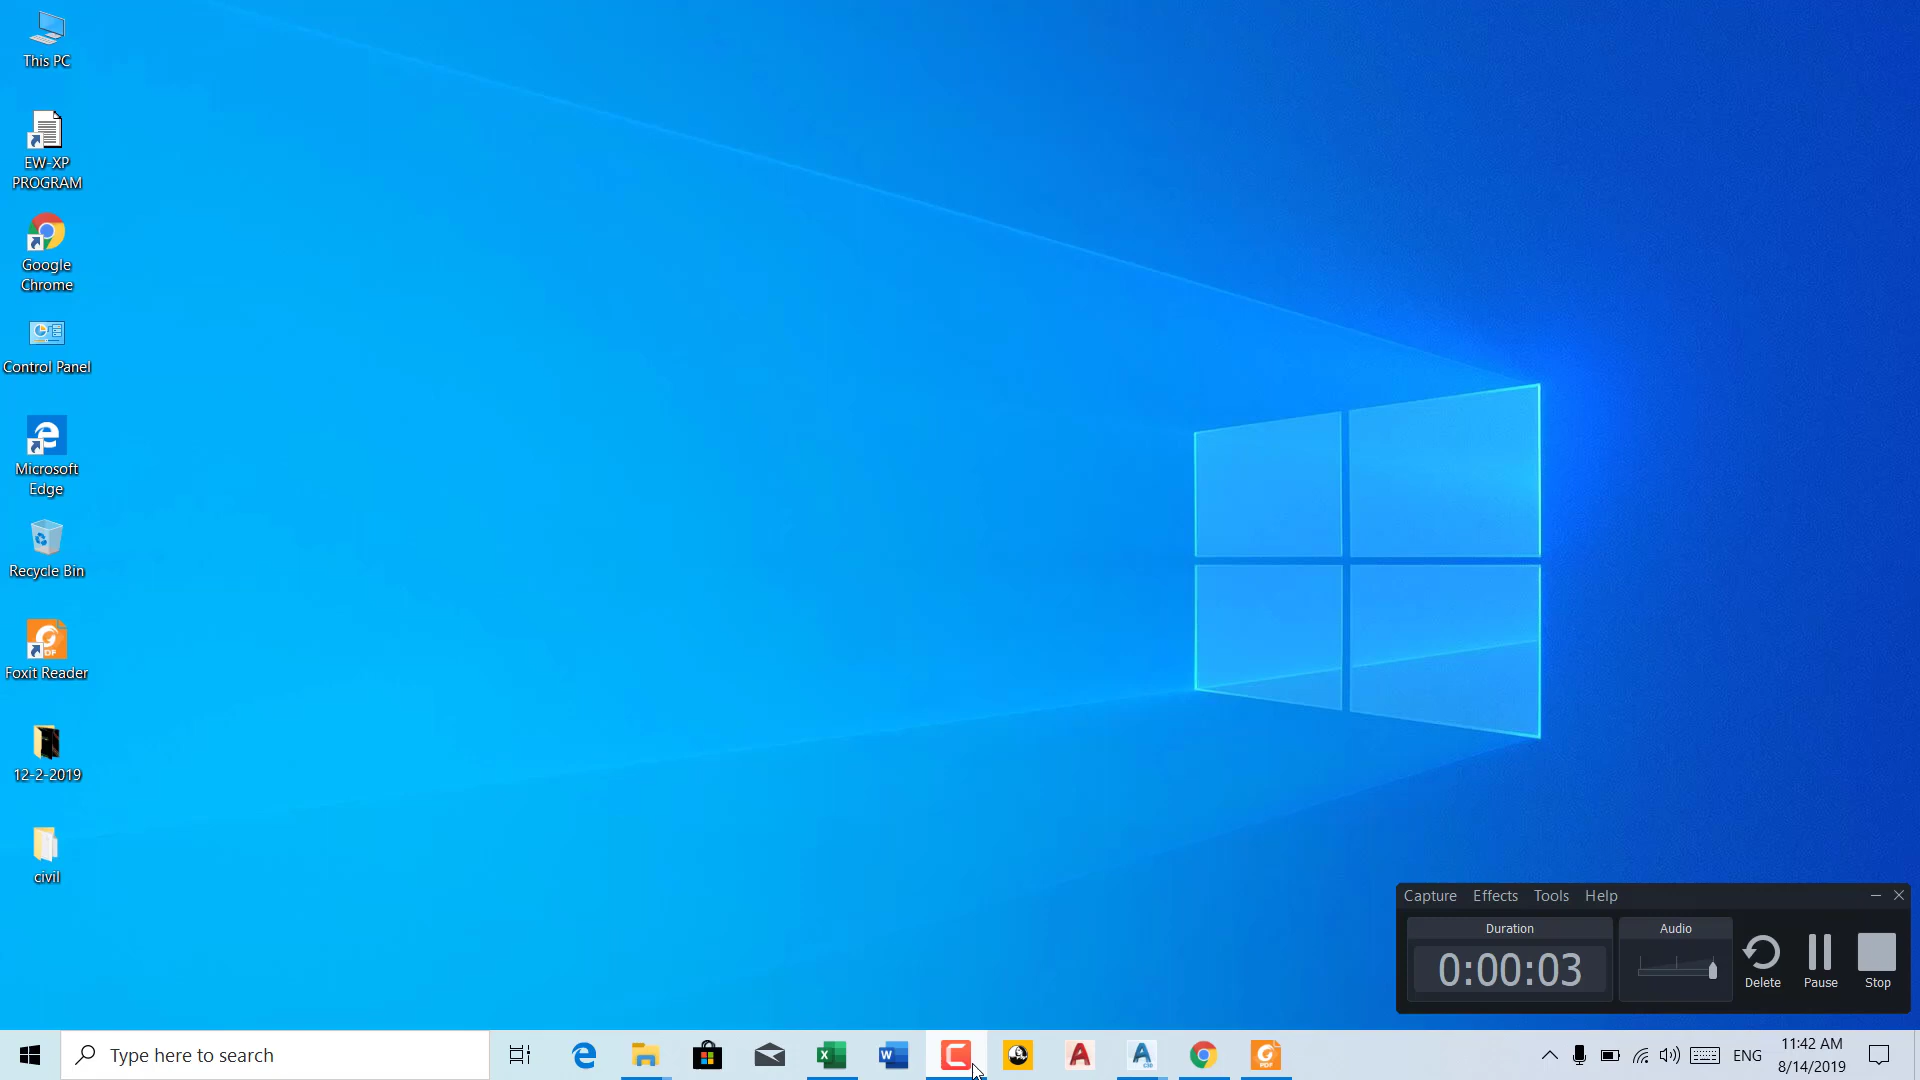 This PC
EW-XP
PROGRAM
Google
Chrome
Control Panel
Microsoft
Edge
Recycle Bin
Foxit Reader
12-2-2019
civil
Capture Effects Tools Help
Duration
Audio
0:00:03
Delete
Pause
Stop
Type here to search
ENG
11:42 AM
8/14/2019